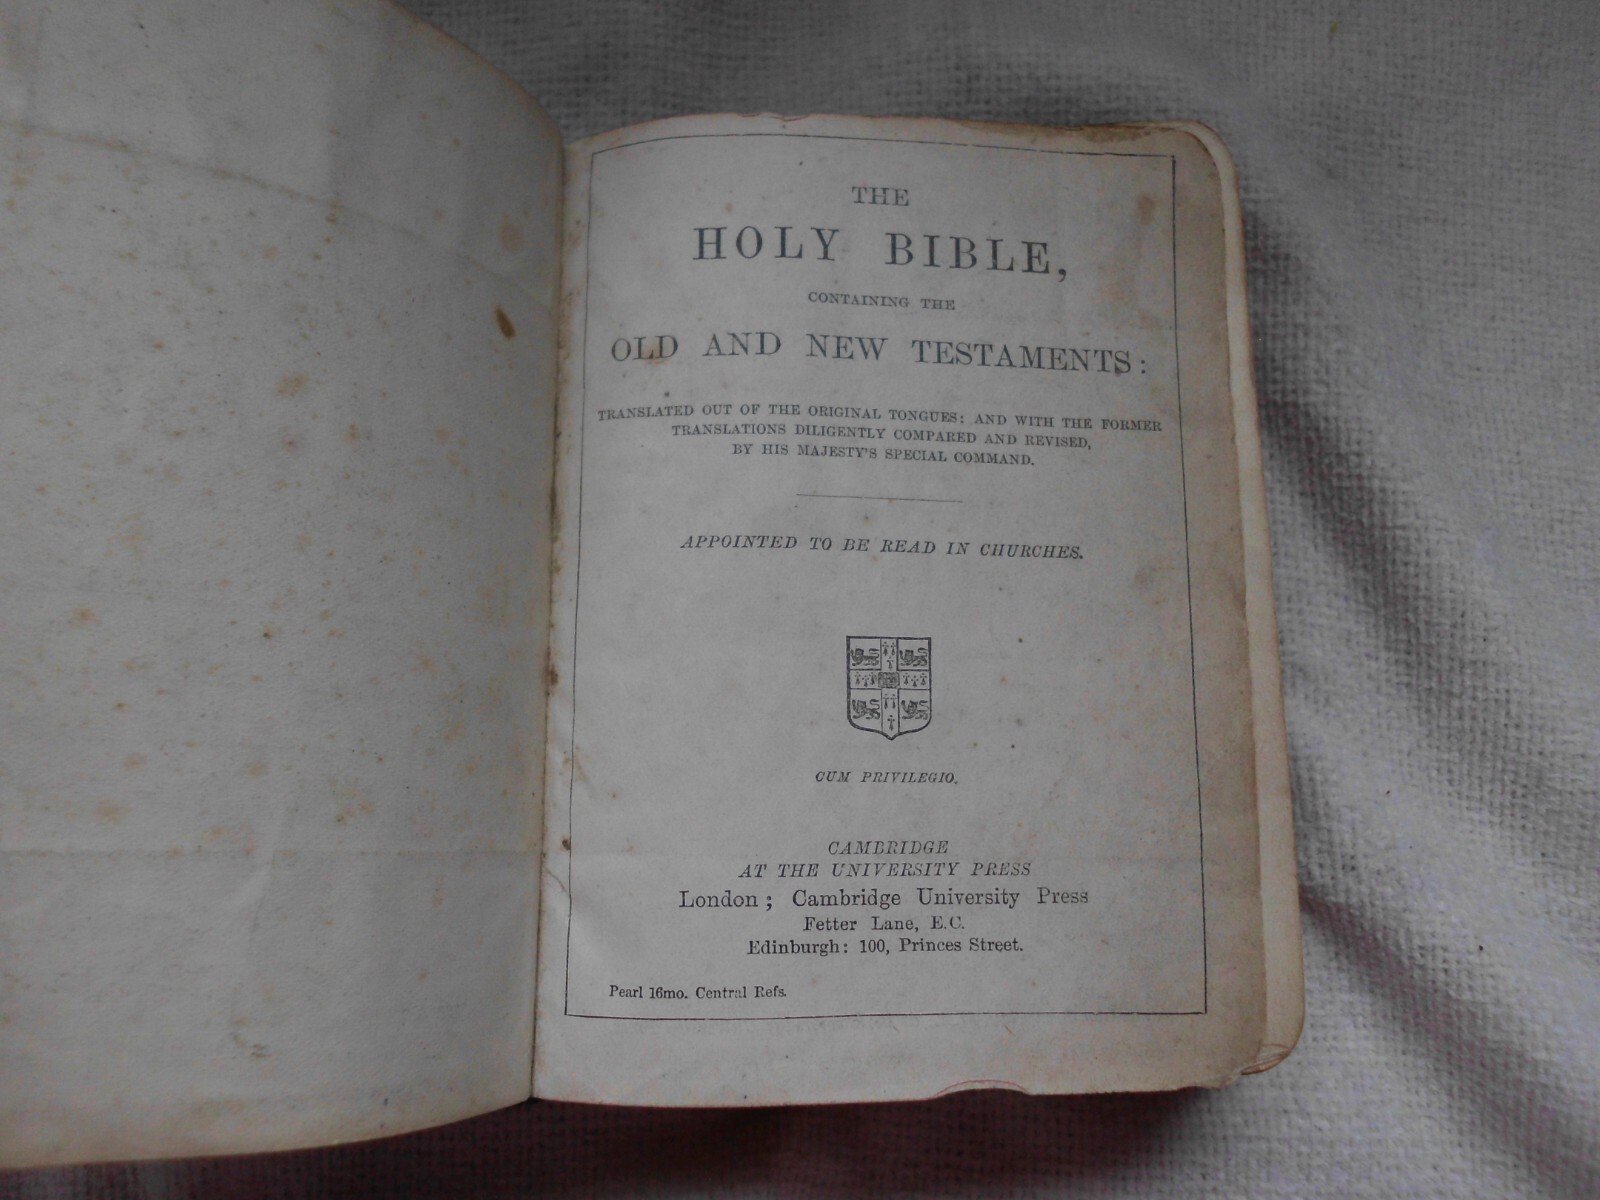 THE
HOLY BIBLE,
CONTAINING THE
OLD AND NEW TESTAMENTS:
TRANSLATED OUT OF THE ORIGINAL TONGUES: AND WITH THE FORMER
TRANSLATIONS DILIGENTLY COMPARED AND REVISED,
BY HIS MAJESTY'S SPECIAL COMMAND.
APPOINTED TO BE READ IN CHURCHES.
CUM PRIVILEGIO.
CAMBRIDGE
AT THE UNIVERSITY PRESS
London; Cambridge University Press
Fetter Lane, E.C.
Edinburgh: 100, Princes Street.
Pearl 16mo. Central Refs.